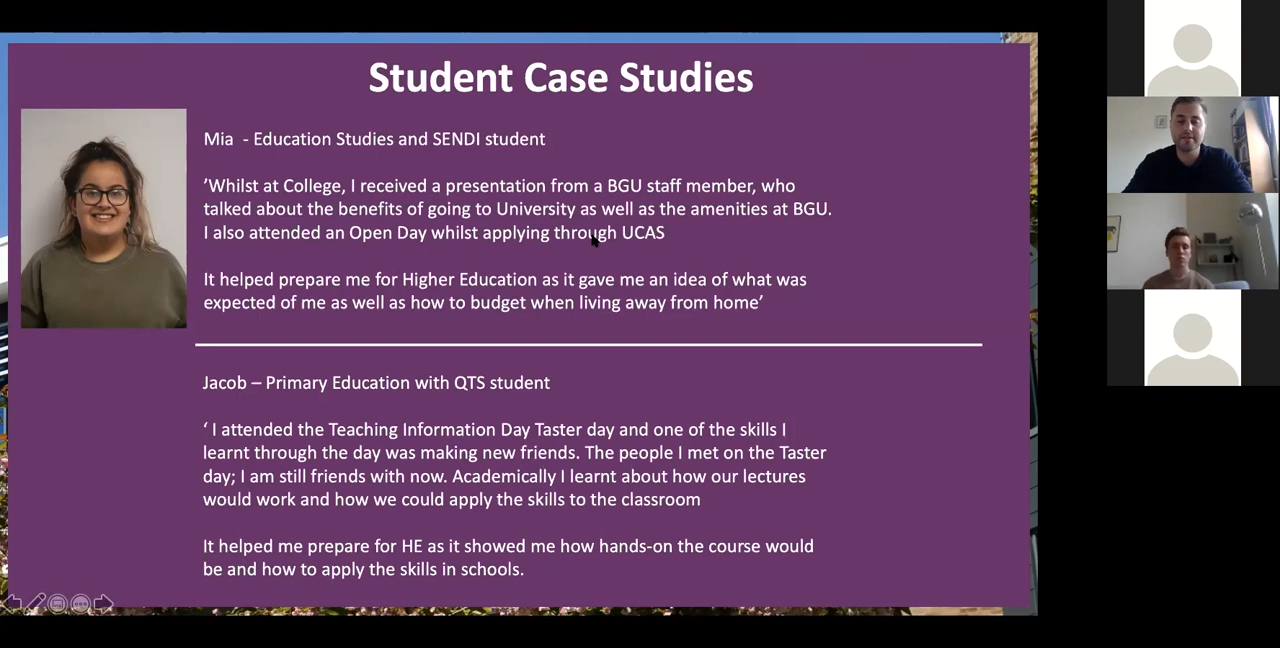 Student Case Studies
Mia  - Education Studies and SENDI student
’Whilst at College, I received a presentation from a BGU staff member, who
talked about the benefits of going to University as well as the amenities at BGU.
I also attended an Open Day whilst applying through UCAS
It helped prepare me for Higher Education as it gave me an idea of what was
expected of me as well as how to budget when living away from home’
Jacob – Primary Education with QTS student
‘ I attended the Teaching Information Day Taster day and one of the skills I
learnt through the day was making new friends. The people I met on the Taster
day; I am still friends with now. Academically I learnt about how our lectures
would work and how we could apply the skills to the classroom
It helped me prepare for HE as it showed me how hands-on the course would
be and how to apply the skills in schools.